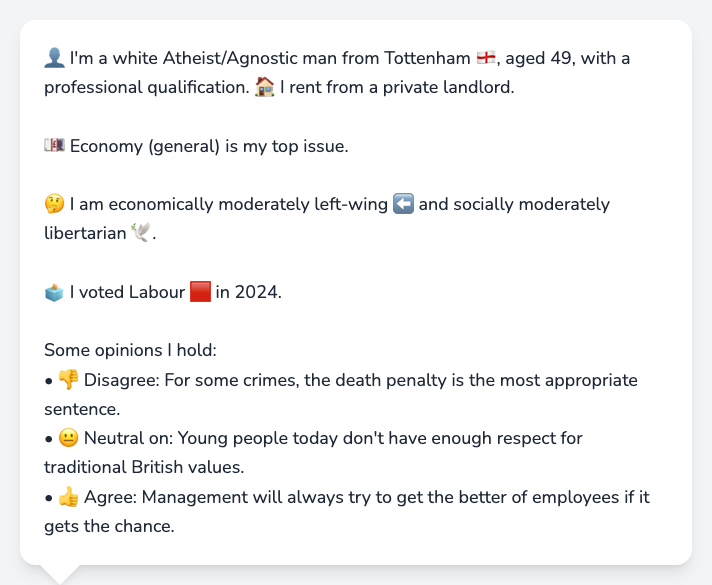 👤 I'm a white Atheist/Agnostic man from Tottenham 🏴󠁧󠁢󠁥󠁮󠁧󠁿, aged 49, with a
professional qualification. 🏠 I rent from a private landlord.
💷 Economy (general) is my top issue.
🤔 I am economically moderately left-wing ⬅️ and socially moderately
libertarian 🕊️.
🗳️ I voted Labour 🟥 in 2024.
Some opinions I hold:
• 👎 Disagree: For some crimes, the death penalty is the most appropriate
sentence.
• 😐 Neutral on: Young people today don't have enough respect for
traditional British values.
• 👍 Agree: Management will always try to get the better of employees if it
gets the chance.